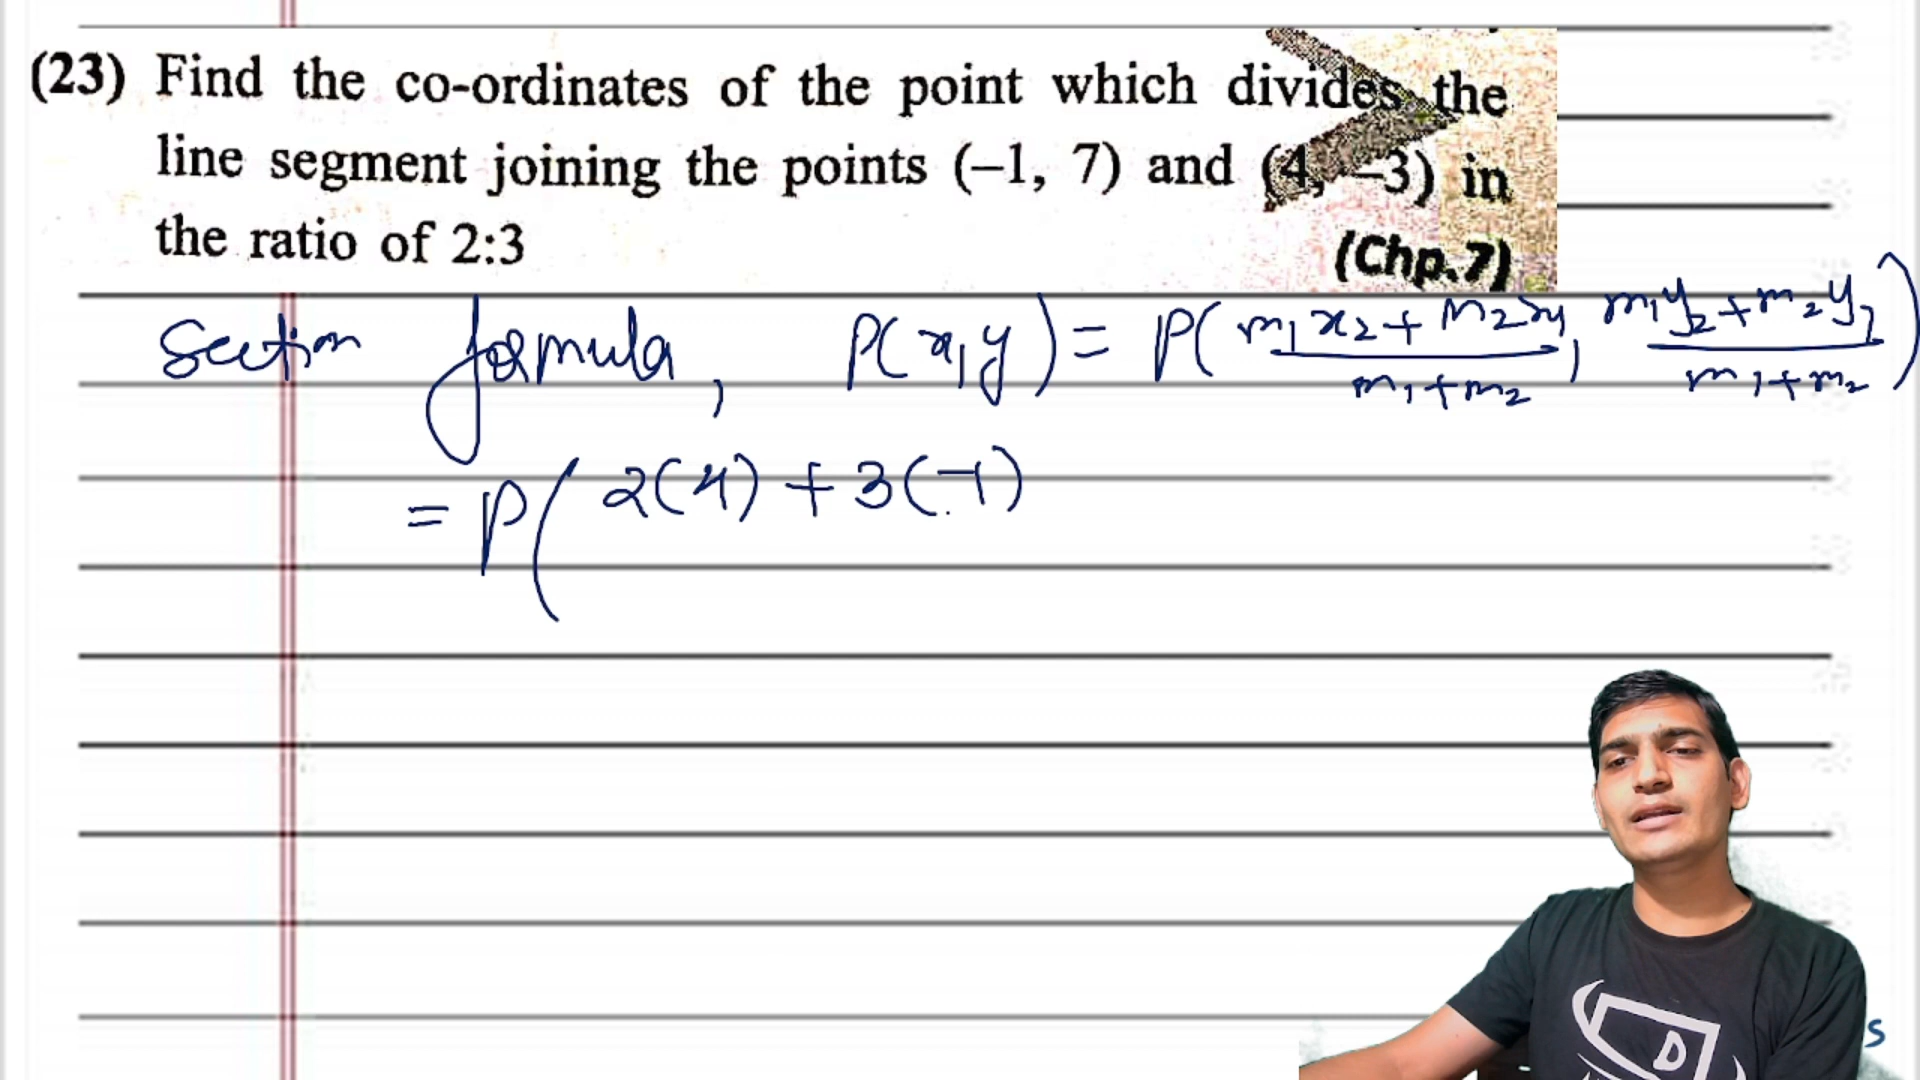 (23) Find the co-ordinates of the point which divides the
line segment joining the points (–1, 7) and (4, –3) in
the ratio of 2:3
(Chp.7)
Section formula, P(x,y) = P( m₁x₂ + m₂x₁ / m₁+m₂ , m₁y₂ + m₂y₁ / m₁+m₂ )
= P( 2(4) + 3(-1)
D
s